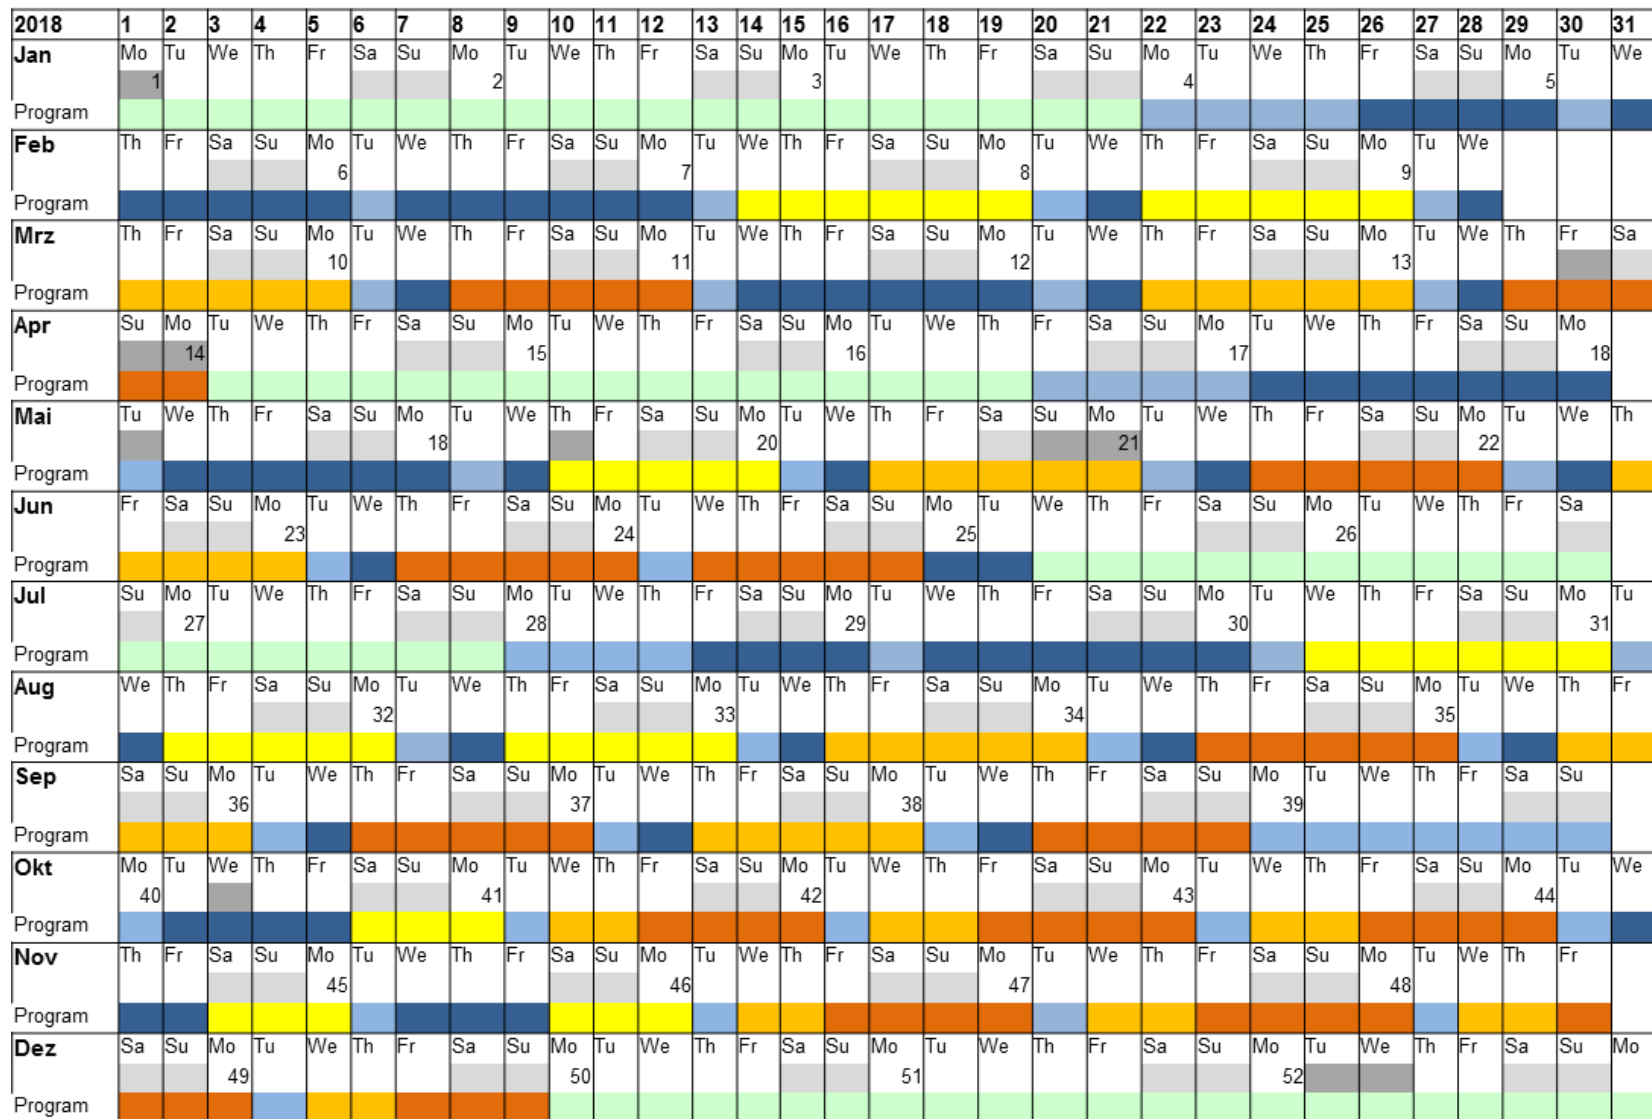 2018 1 2 3 4 5 6 7 8 9 10 11 12 13 14 15 16 17 18 19 20 21 22 23 24 25 26 27 28 29 30 31
Jan Mo Tu We Th Fr Sa Su Mo Tu We Th Fr Sa Su Mo Tu We Th Fr Sa Su Mo Tu We Th Fr Sa Su Mo Tu We
1 2 3 4 5
Program
Feb Th Fr Sa Su Mo Tu We Th Fr Sa Su Mo Tu We Th Fr Sa Su Mo Tu We Th Fr Sa Su Mo Tu We
6 7 8 9
Program
Mrz Th Fr Sa Su Mo Tu We Th Fr Sa Su Mo Tu We Th Fr Sa Su Mo Tu We Th Fr Sa Su Mo Tu We Th Fr Sa
10 11 12 13
Program
Apr Su Mo Tu We Th Fr Sa Su Mo Tu We Th Fr Sa Su Mo Tu We Th Fr Sa Su Mo Tu We Th Fr Sa Su Mo
14 15 16 17 18
Program
Mai Tu We Th Fr Sa Su Mo Tu We Th Fr Sa Su Mo Tu We Th Fr Sa Su Mo Tu We Th Fr Sa Su Mo Tu We Th
18 20 21 22
Program
Jun Fr Sa Su Mo Tu We Th Fr Sa Su Mo Tu We Th Fr Sa Su Mo Tu We Th Fr Sa Su Mo Tu We Th Fr Sa
23 24 25 26
Program
Jul Su Mo Tu We Th Fr Sa Su Mo Tu We Th Fr Sa Su Mo Tu We Th Fr Sa Su Mo Tu We Th Fr Sa Su Mo Tu
27 28 29 30 31
Program
Aug We Th Fr Sa Su Mo Tu We Th Fr Sa Su Mo Tu We Th Fr Sa Su Mo Tu We Th Fr Sa Su Mo Tu We Th Fr
32 33 34 35
Program
Sep Sa Su Mo Tu We Th Fr Sa Su Mo Tu We Th Fr Sa Su Mo Tu We Th Fr Sa Su Mo Tu We Th Fr Sa Su
36 37 38 39
Program
Okt Mo Tu We Th Fr Sa Su Mo Tu We Th Fr Sa Su Mo Tu We Th Fr Sa Su Mo Tu We Th Fr Sa Su Mo Tu We
40 41 42 43 44
Program
Nov Th Fr Sa Su Mo Tu We Th Fr Sa Su Mo Tu We Th Fr Sa Su Mo Tu We Th Fr Sa Su Mo Tu We Th Fr
45 46 47 48
Program
Dez Sa Su Mo Tu We Th Fr Sa Su Mo Tu We Th Fr Sa Su Mo Tu We Th Fr Sa Su Mo Tu We Th Fr Sa Su Mo
49 50 51 52
Program